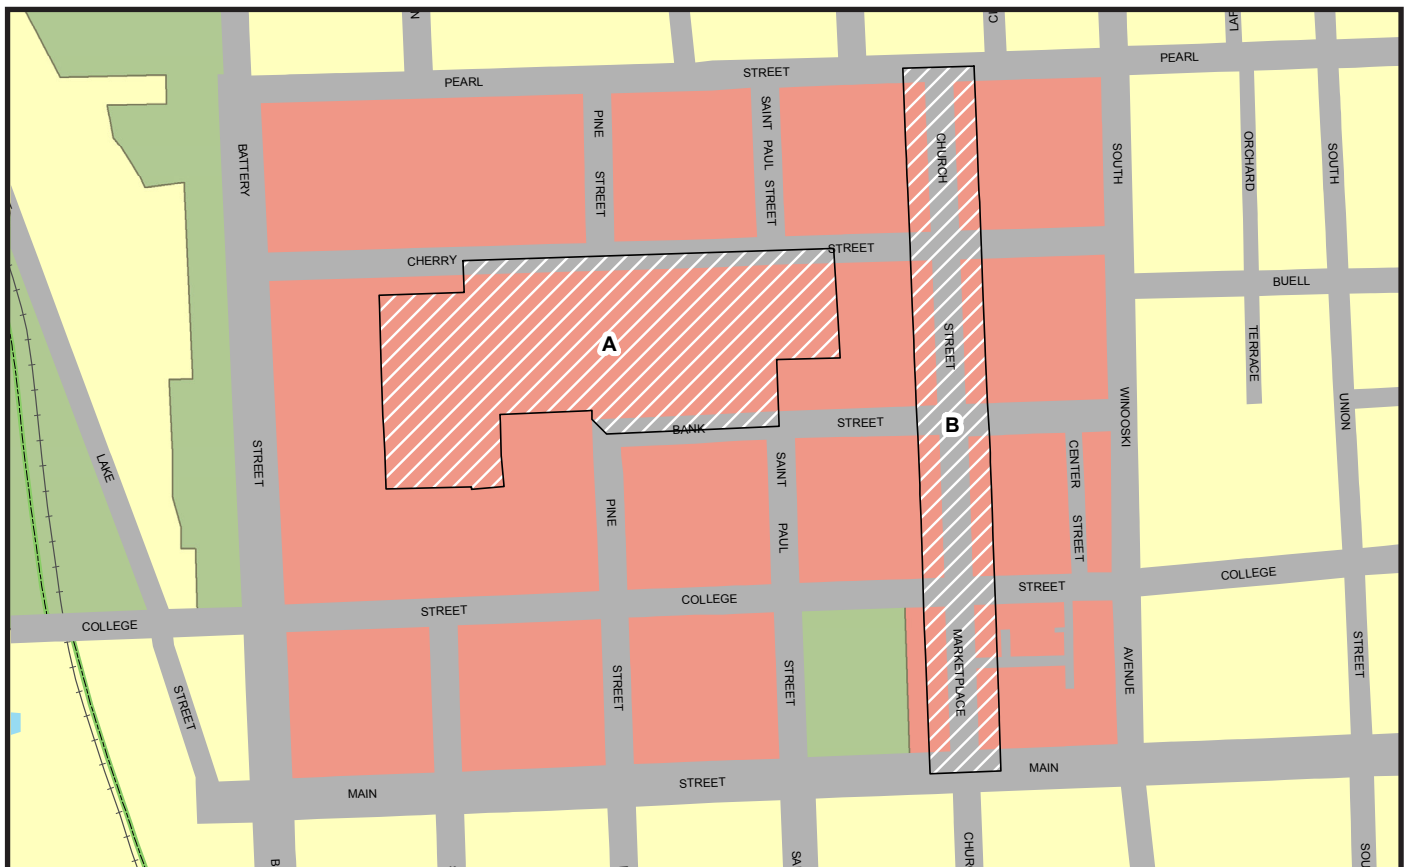 PEARL
STREET
PEARL
BATTERY
PINE
STREET
SAINT PAUL STREET
CHURCH
SOUTH
ORCHARD
SOUTH
CHERRY
STREET
BUELL
A
STREET
TERRACE
B
BANK
STREET
WINOOSKI
UNION
LAKE
STREET
PINE
SAINT PAUL
CENTER STREET
COLLEGE
STREET
COLLEGE
STREET
COLLEGE
STREET
STREET
STREET
MARKETPLACE
AVENUE
STREET
MAIN
STREET
MAIN